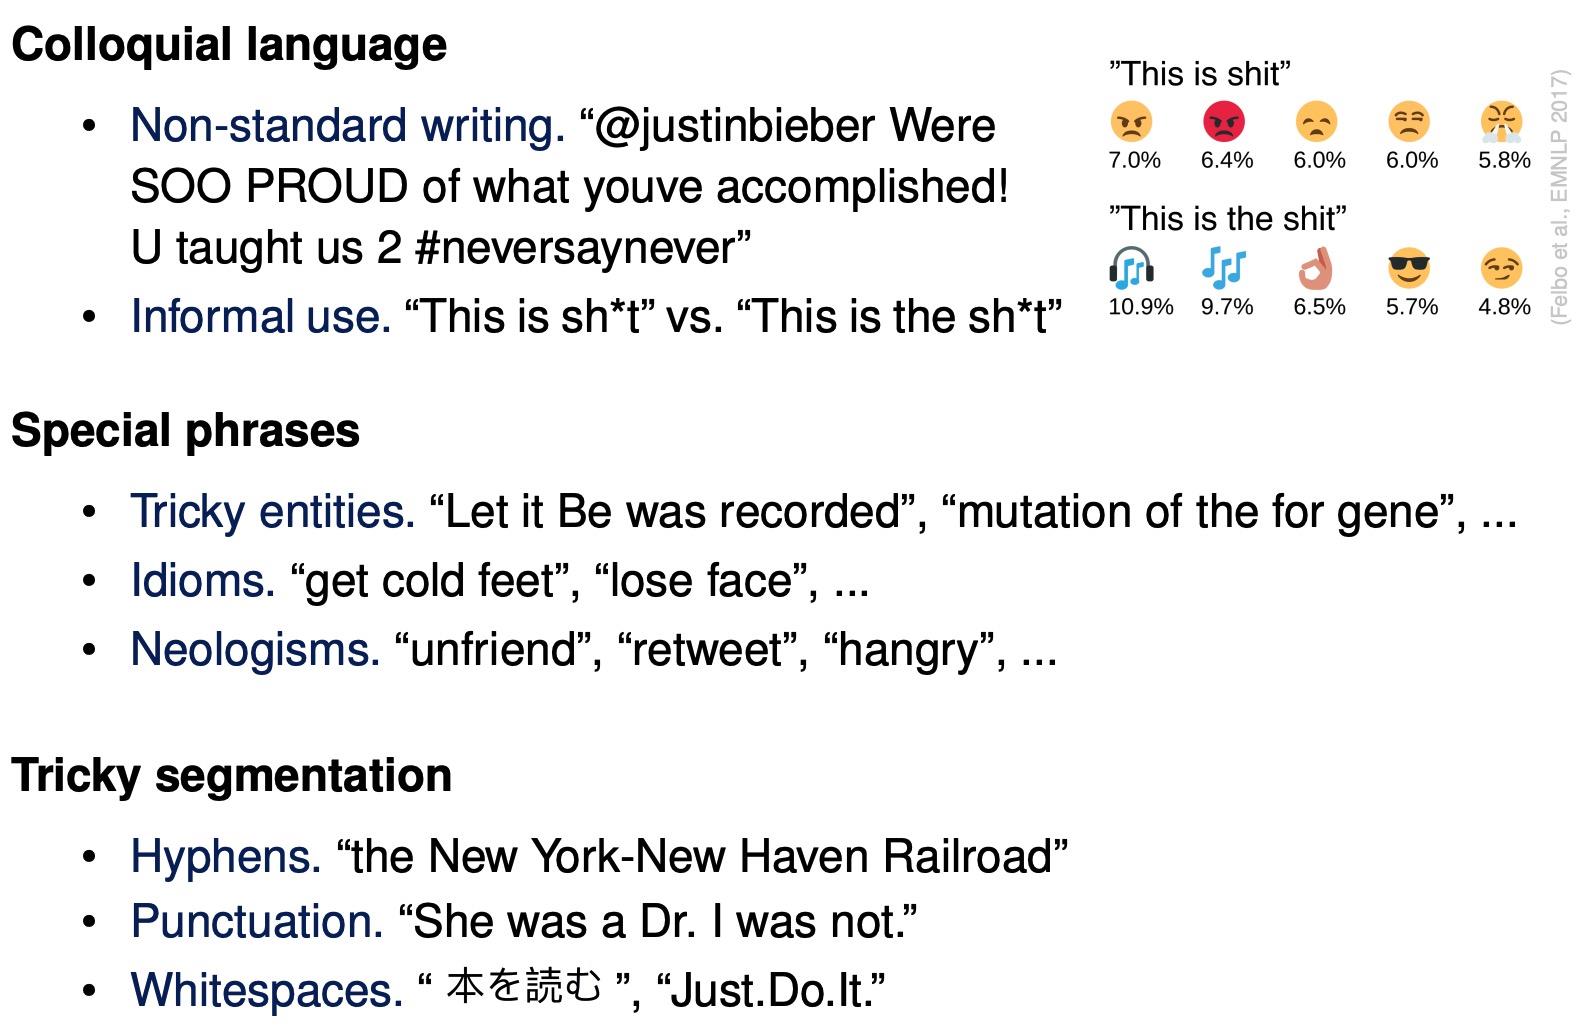 Colloquial language
• Non-standard writing. “@justinbieber Were
SOO PROUD of what youve accomplished!
U taught us 2 #neversaynever”
• Informal use. “This is sh*t” vs. “This is the sh*t”
”This is shit”
7.0% 6.4% 6.0% 6.0% 5.8%
”This is the shit”
10.9% 9.7% 6.5% 5.7% 4.8%
(Felbo et al., EMNLP 2017)
Special phrases
• Tricky entities. “Let it Be was recorded”, “mutation of the for gene”, ...
• Idioms. “get cold feet”, “lose face”, ...
• Neologisms. “unfriend”, “retweet”, “hangry”, ...
Tricky segmentation
• Hyphens. “the New York-New Haven Railroad”
• Punctuation. “She was a Dr. I was not.”
• Whitespaces. “ 本を読む ”, “Just.Do.It.”